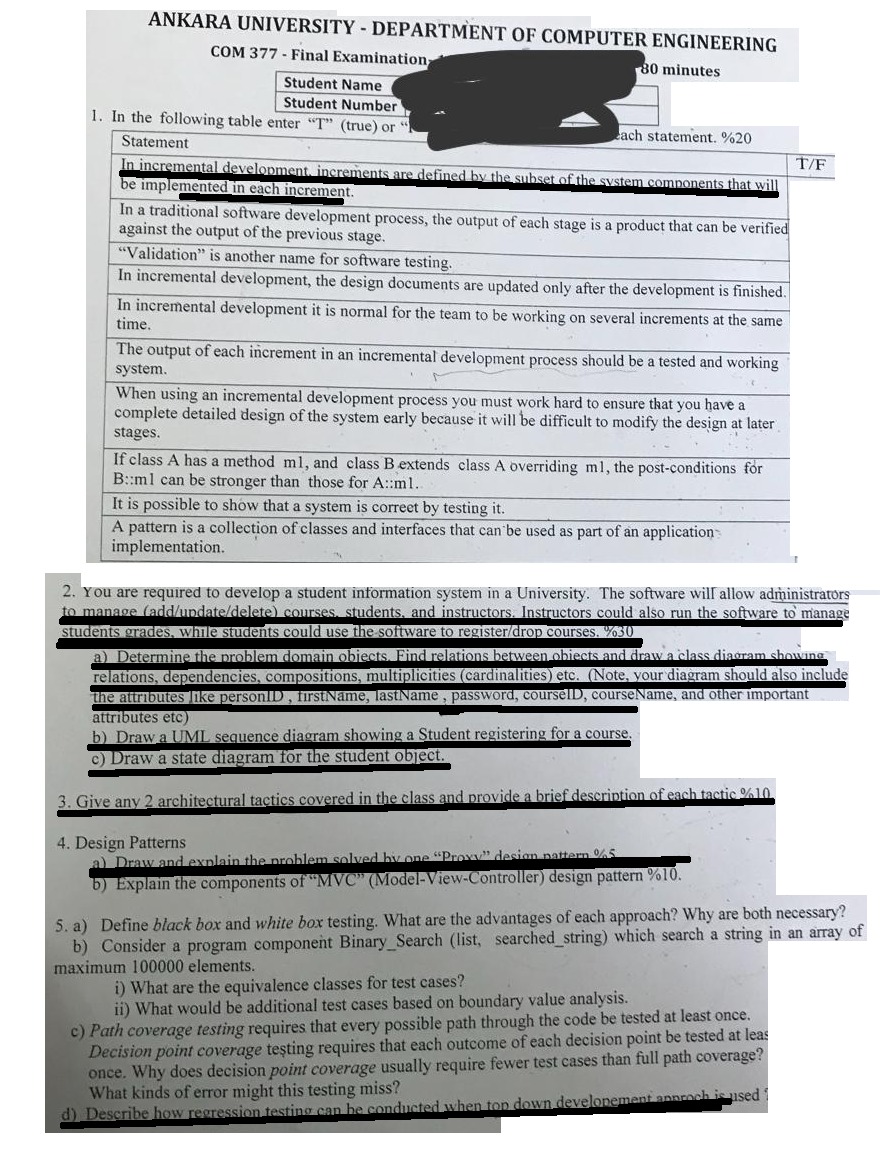 ANKARA UNIVERSITY - DEPARTMENT OF COMPUTER ENGINEERING
COM 377 - Final Examination 80 minutes
Student Name
Student Number
1. In the following table enter “T” (true) or “ each statement. %20
Statement T/F
In incremental development, increments are defined by the subset of the system components that will
be implemented in each increment.
In a traditional software development process, the output of each stage is a product that can be verified
against the output of the previous stage.
“Validation” is another name for software testing.
In incremental development, the design documents are updated only after the development is finished.
In incremental development it is normal for the team to be working on several increments at the same
time.
The output of each increment in an incremental development process should be a tested and working
system.
When using an incremental development process you must work hard to ensure that you have a
complete detailed design of the system early because it will be difficult to modify the design at later
stages.
If class A has a method m1, and class B extends class A overriding m1, the post-conditions for
B::m1 can be stronger than those for A::m1.
It is possible to show that a system is correct by testing it.
A pattern is a collection of classes and interfaces that can be used as part of an application
implementation.
2. You are required to develop a student information system in a University. The software will allow administrators
to manage (add/update/delete) courses, students, and instructors. Instructors could also run the software to manage
students grades, while students could use the software to register/drop courses. %30
a) Determine the problem domain objects. Find relations between objects and draw a class diagram showing
relations, dependencies, compositions, multiplicities (cardinalities) etc. (Note, your diagram should also include
the attributes like personID , firstName, lastName , password, courseID, courseName, and other important
attributes etc)
b) Draw a UML sequence diagram showing a Student registering for a course.
c) Draw a state diagram for the student object.
3. Give any 2 architectural tactics covered in the class and provide a brief description of each tactic %10
4. Design Patterns
a) Draw and explain the problem solved by one “Proxy” design pattern %5
b) Explain the components of “MVC” (Model-View-Controller) design pattern %10.
5. a) Define black box and white box testing. What are the advantages of each approach? Why are both necessary?
b) Consider a program component Binary_Search (list, searched_string) which search a string in an array of
maximum 100000 elements.
i) What are the equivalence classes for test cases?
ii) What would be additional test cases based on boundary value analysis.
c) Path coverage testing requires that every possible path through the code be tested at least once.
Decision point coverage testing requires that each outcome of each decision point be tested at leas
once. Why does decision point coverage usually require fewer test cases than full path coverage?
What kinds of error might this testing miss?
d) Describe how regression testing can be conducted when top down developement approch is used ?